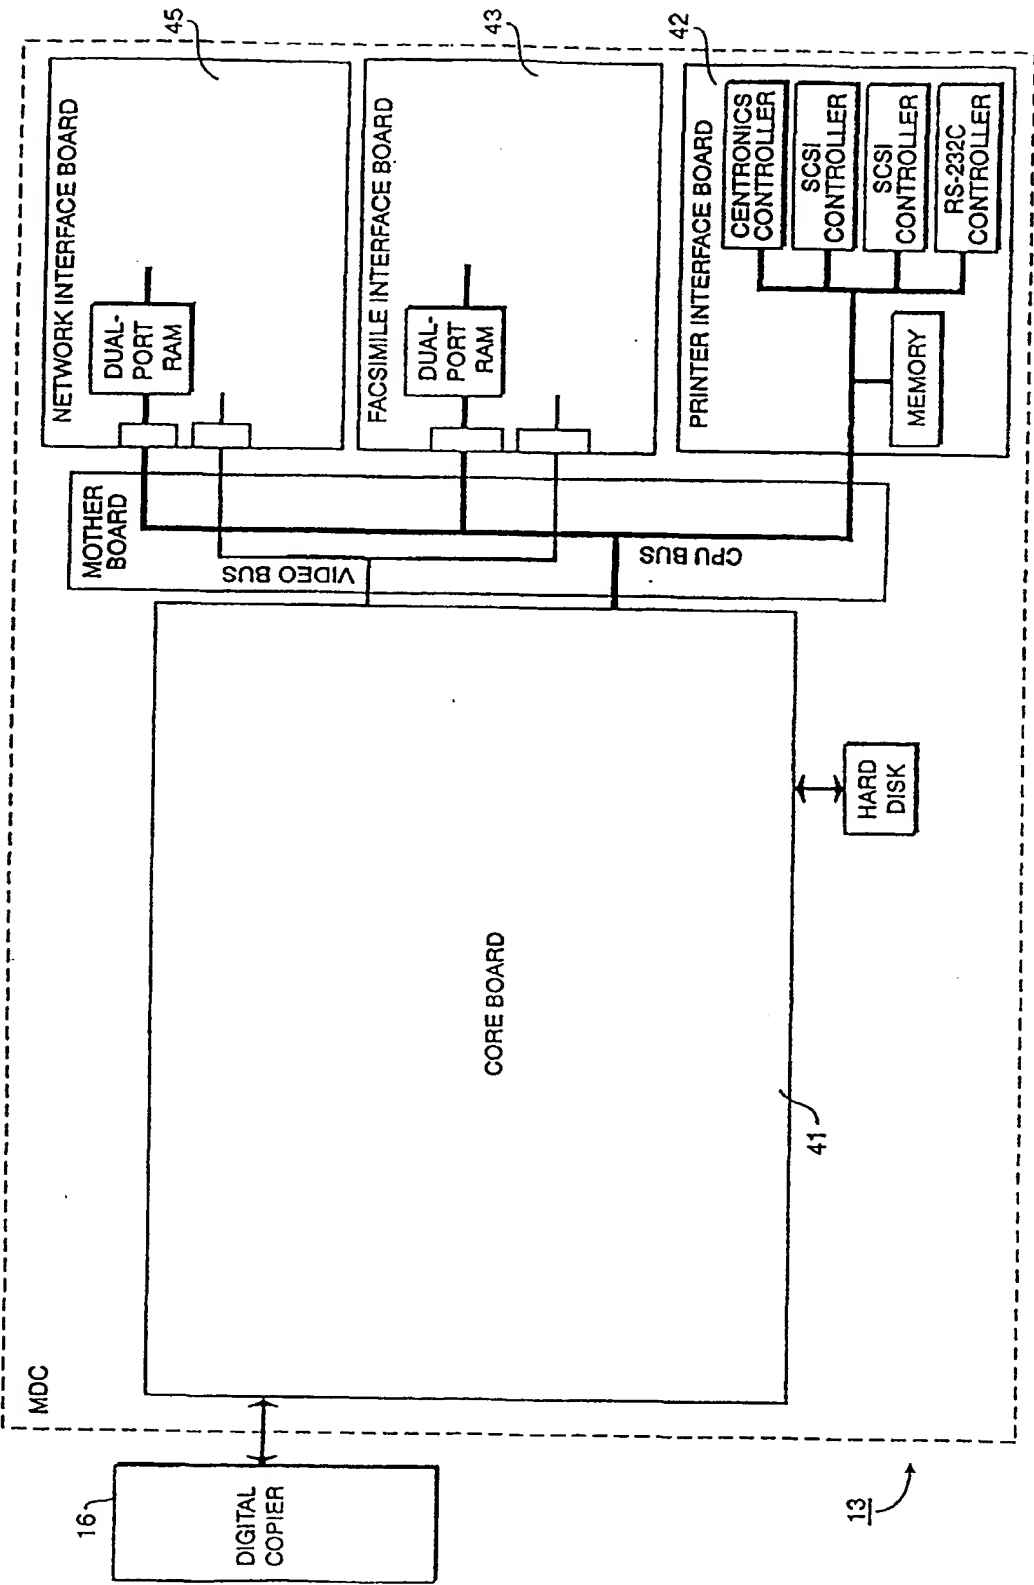 16
DIGITAL
COPIER
13
MDC
CORE BOARD
41
HARD
DISK
MOTHER
BOARD
VIDEO BUS
CPU BUS
NETWORK INTERFACE BOARD
45
DUAL-
PORT
RAM
FACSIMILE INTERFACE BOARD
43
DUAL-
PORT
RAM
PRINTER INTERFACE BOARD
42
MEMORY
CENTRONICS
CONTROLLER
SCSI
CONTROLLER
SCSI
CONTROLLER
RS-232C
CONTROLLER